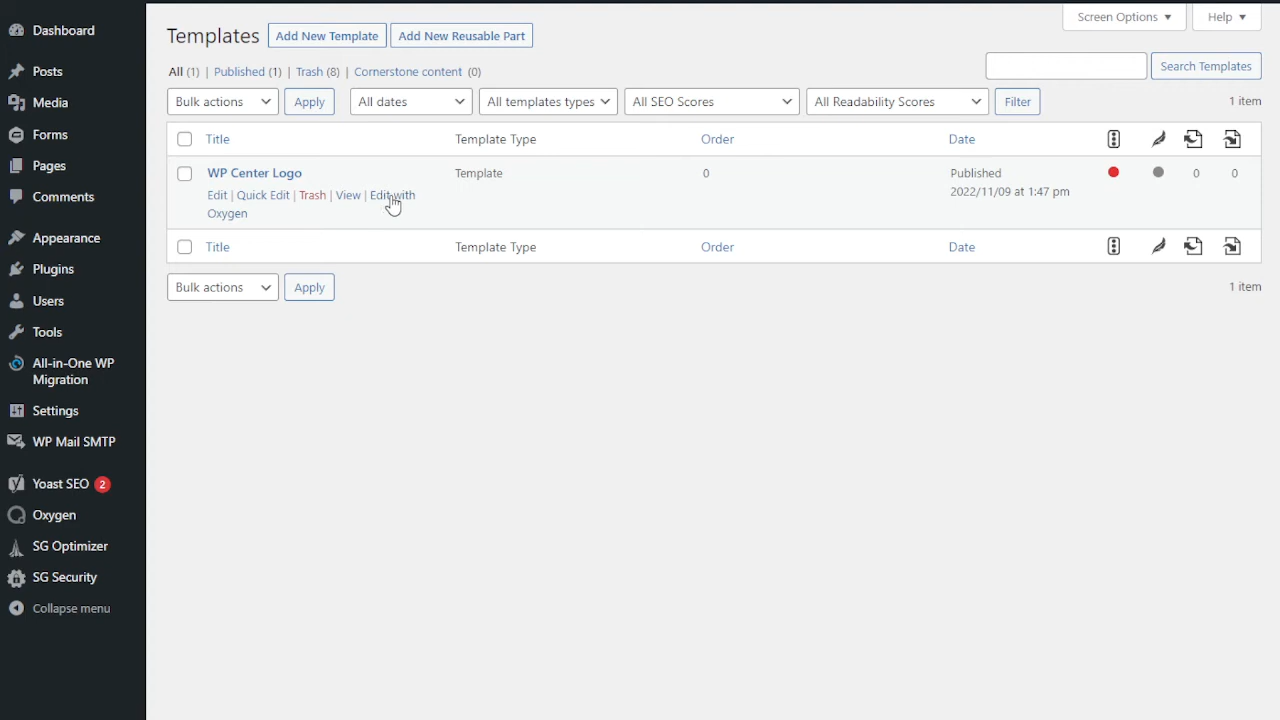 Screen Options ▼ Help ▼
Templates Add New Template Add New Reusable Part
All (1) | Published (1) | Trash (8) | Cornerstone content (0)
Search Templates
Bulk actions Apply All dates All templates types All SEO Scores All Readability Scores Filter 1 item
Title Template Type Order Date
WP Center Logo Template 0 Published 0 0
2022/11/09 at 1:47 pm
Edit | Quick Edit | Trash | View | Edit with
Oxygen
Title Template Type Order Date
Bulk actions Apply 1 item
Dashboard
Posts
Media
Forms
Pages
Comments
Appearance
Plugins
Users
Tools
All-in-One WP
Migration
Settings
WP Mail SMTP
Yoast SEO 2
Oxygen
SG Optimizer
SG Security
Collapse menu